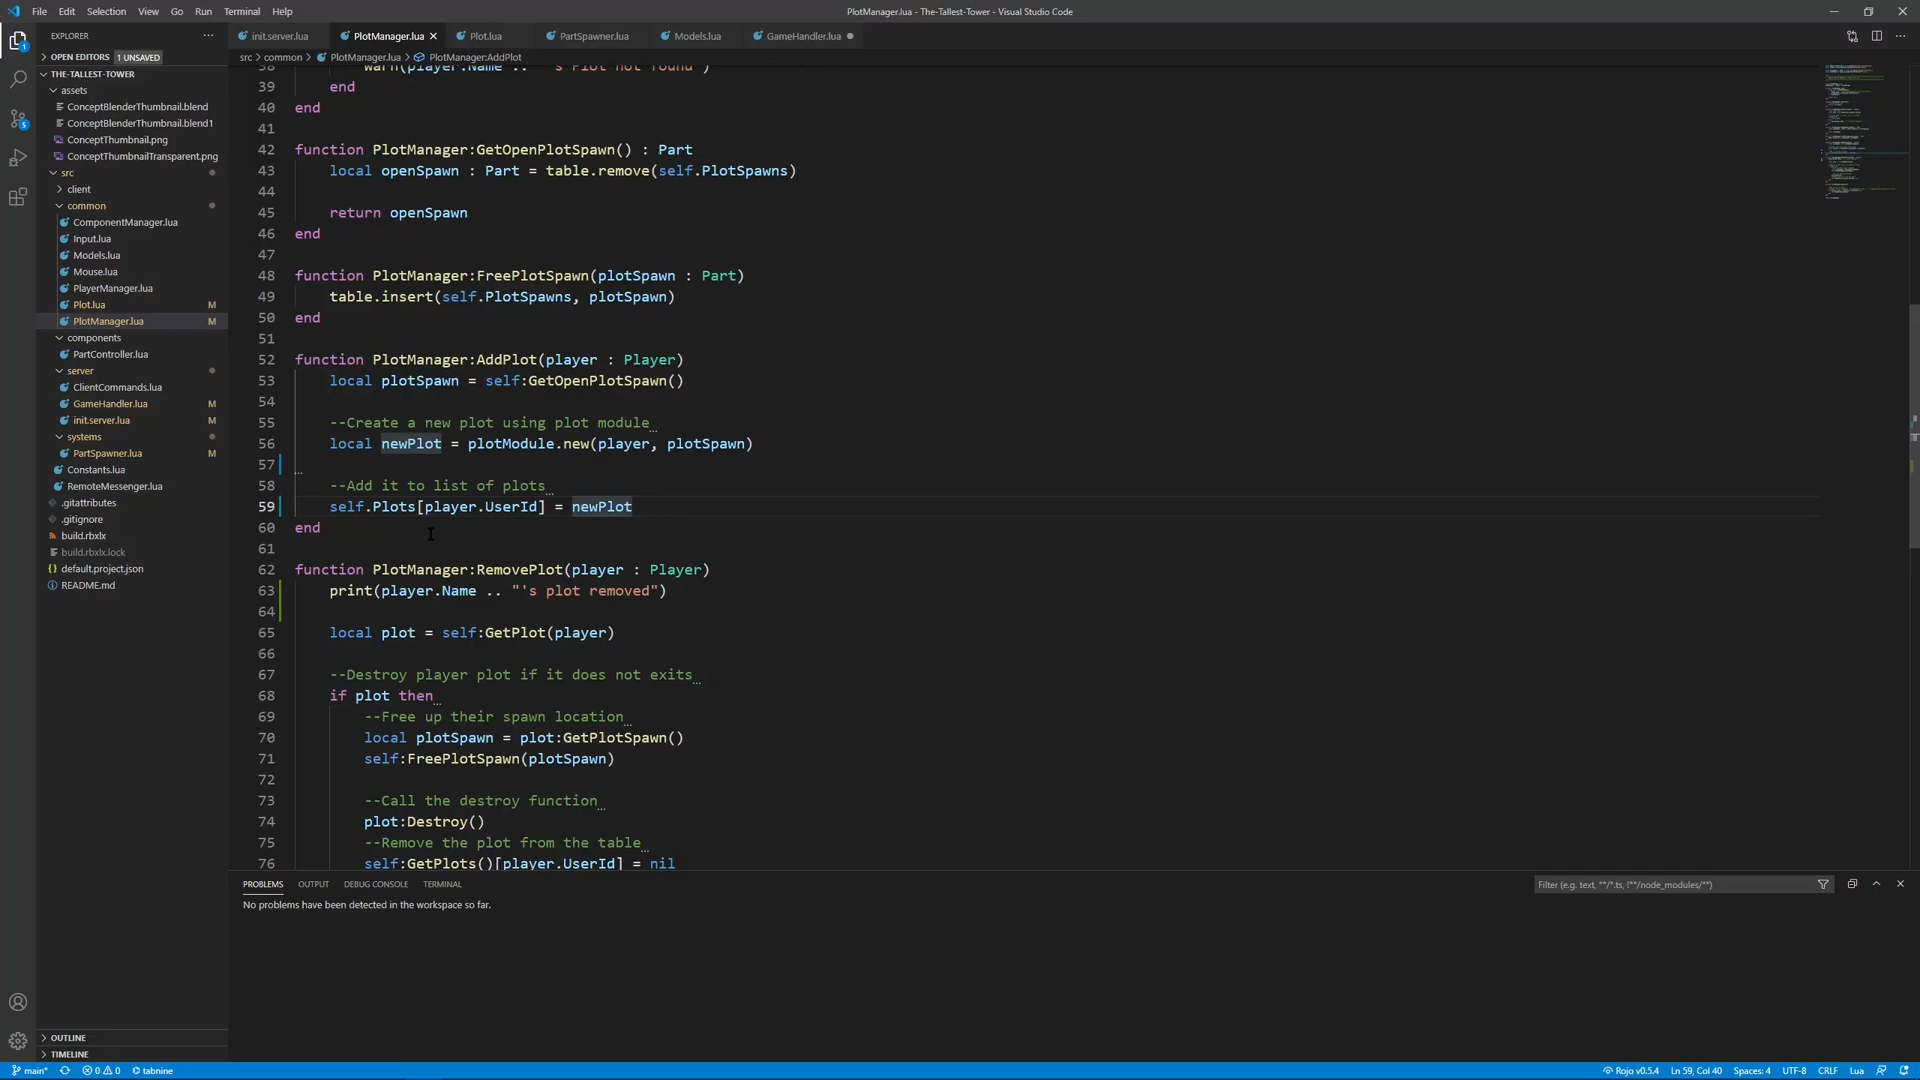 File Edit Selection View Go Run Terminal Help
PlotManager.lua - The-Tallest-Tower - Visual Studio Code
EXPLORER
init.server.lua PlotManager.lua Plot.lua PartSpawner.lua Models.lua GameHandler.lua
OPEN EDITORS 1 UNSAVED
src > common > PlotManager.lua > PlotManager:AddPlot
THE-TALLEST-TOWER
assets
ConceptBlenderThumbnail.blend
ConceptBlenderThumbnail.blend1
ConceptThumbnail.png
ConceptThumbnailTransparent.png
src
client
common
ComponentManager.lua
Input.lua
Models.lua
Mouse.lua
PlayerManager.lua
Plot.lua M
PlotManager.lua M
components
PartController.lua
server
ClientCommands.lua
GameHandler.lua M
init.server.lua M
systems
PartSpawner.lua M
Constants.lua
RemoteMessenger.lua
.gitattributes
.gitignore
build.rbxlx
build.rbxlx.lock
default.project.json
README.md
OUTLINE
TIMELINE
38 warn(player.Name .. "'s Plot not found")
39 end
40 end
41
42 function PlotManager:GetOpenPlotSpawn() : Part
43 local openSpawn : Part = table.remove(self.PlotSpawns)
44
45 return openSpawn
46 end
47
48 function PlotManager:FreePlotSpawn(plotSpawn : Part)
49 table.insert(self.PlotSpawns, plotSpawn)
50 end
51
52 function PlotManager:AddPlot(player : Player)
53 local plotSpawn = self:GetOpenPlotSpawn()
54
55 --Create a new plot using plot module
56 local newPlot = plotModule.new(player, plotSpawn)
57
58 --Add it to list of plots
59 self.Plots[player.UserId] = newPlot
60 end
61
62 function PlotManager:RemovePlot(player : Player)
63 print(player.Name .. "'s plot removed")
64
65 local plot = self:GetPlot(player)
66
67 --Destroy player plot if it does not exits
68 if plot then
69 --Free up their spawn location
70 local plotSpawn = plot:GetPlotSpawn()
71 self:FreePlotSpawn(plotSpawn)
72
73 --Call the destroy function
74 plot:Destroy()
75 --Remove the plot from the table
76 self:GetPlots()[player.UserId] = nil
PROBLEMS OUTPUT DEBUG CONSOLE TERMINAL
Filter (e.g. text, **/*.ts, !**/node_modules/**)
No problems have been detected in the workspace so far.
main* 0 0 tabnine
Rojo v0.5.4 Ln 59, Col 40 Spaces: 4 UTF-8 CRLF Lua